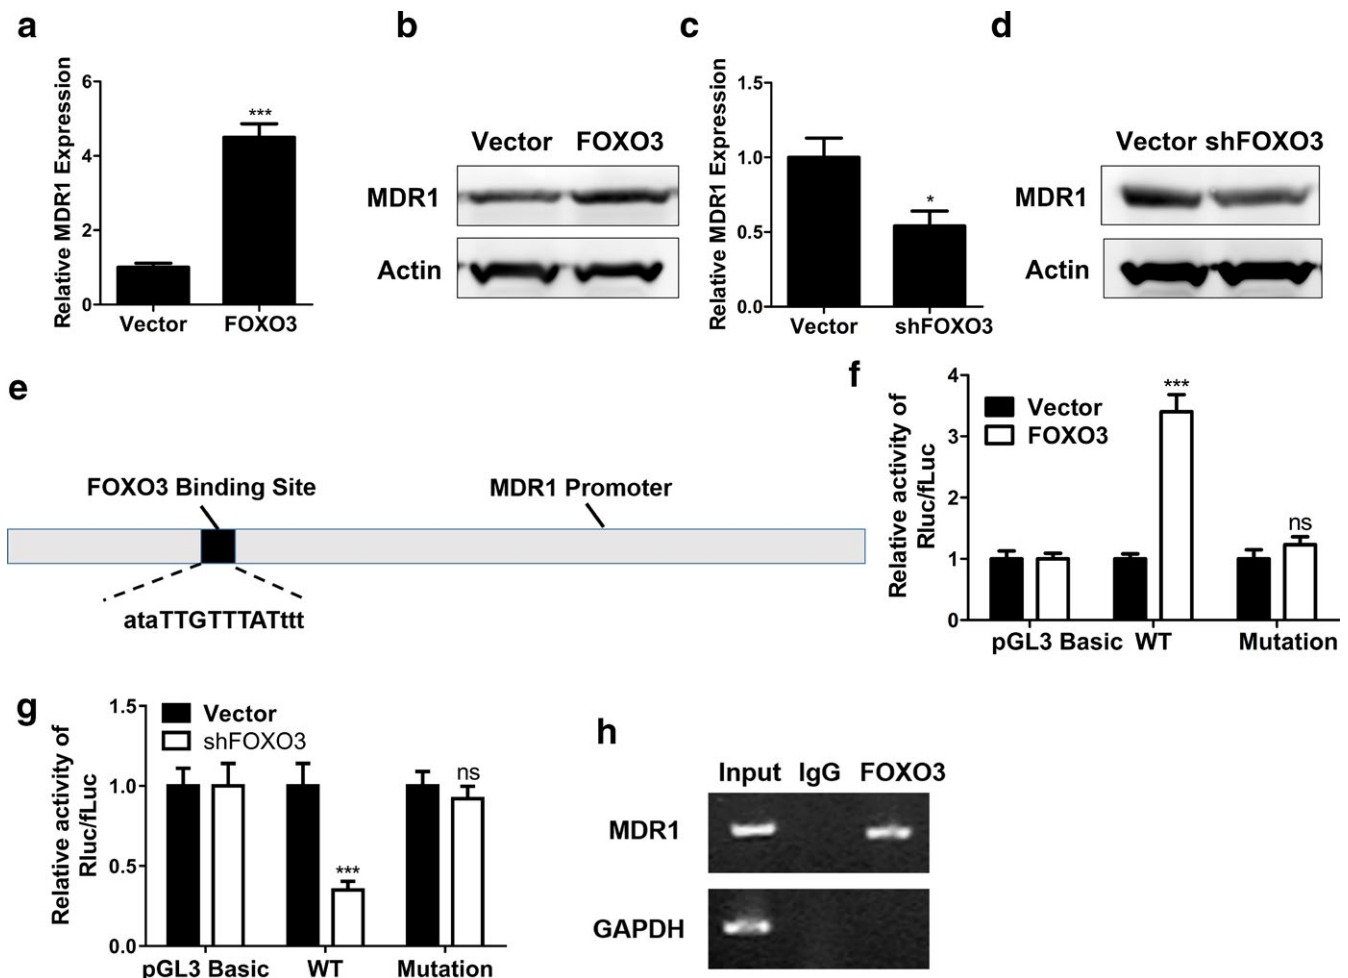 a
Relative MDR1 Expression
6
4
2
0
***
Vector
FOXO3
b
Vector FOXO3
MDR1
Actin
c
Relative MDR1 Expression
1.5
1.0
0.5
0.0
*
Vector
shFOXO3
d
Vector shFOXO3
MDR1
Actin
e
FOXO3 Binding Site
MDR1 Promoter
ataTTGTTTATttt
f
Relative activity of
Rluc/fLuc
4
3
2
1
0
Vector
FOXO3
***
ns
pGL3 Basic WT Mutation
g
Relative activity of
Rluc/fLuc
1.5
1.0
0.5
0.0
Vector
shFOXO3
***
ns
pGL3 Basic WT Mutation
h
Input IgG FOXO3
MDR1
GAPDH